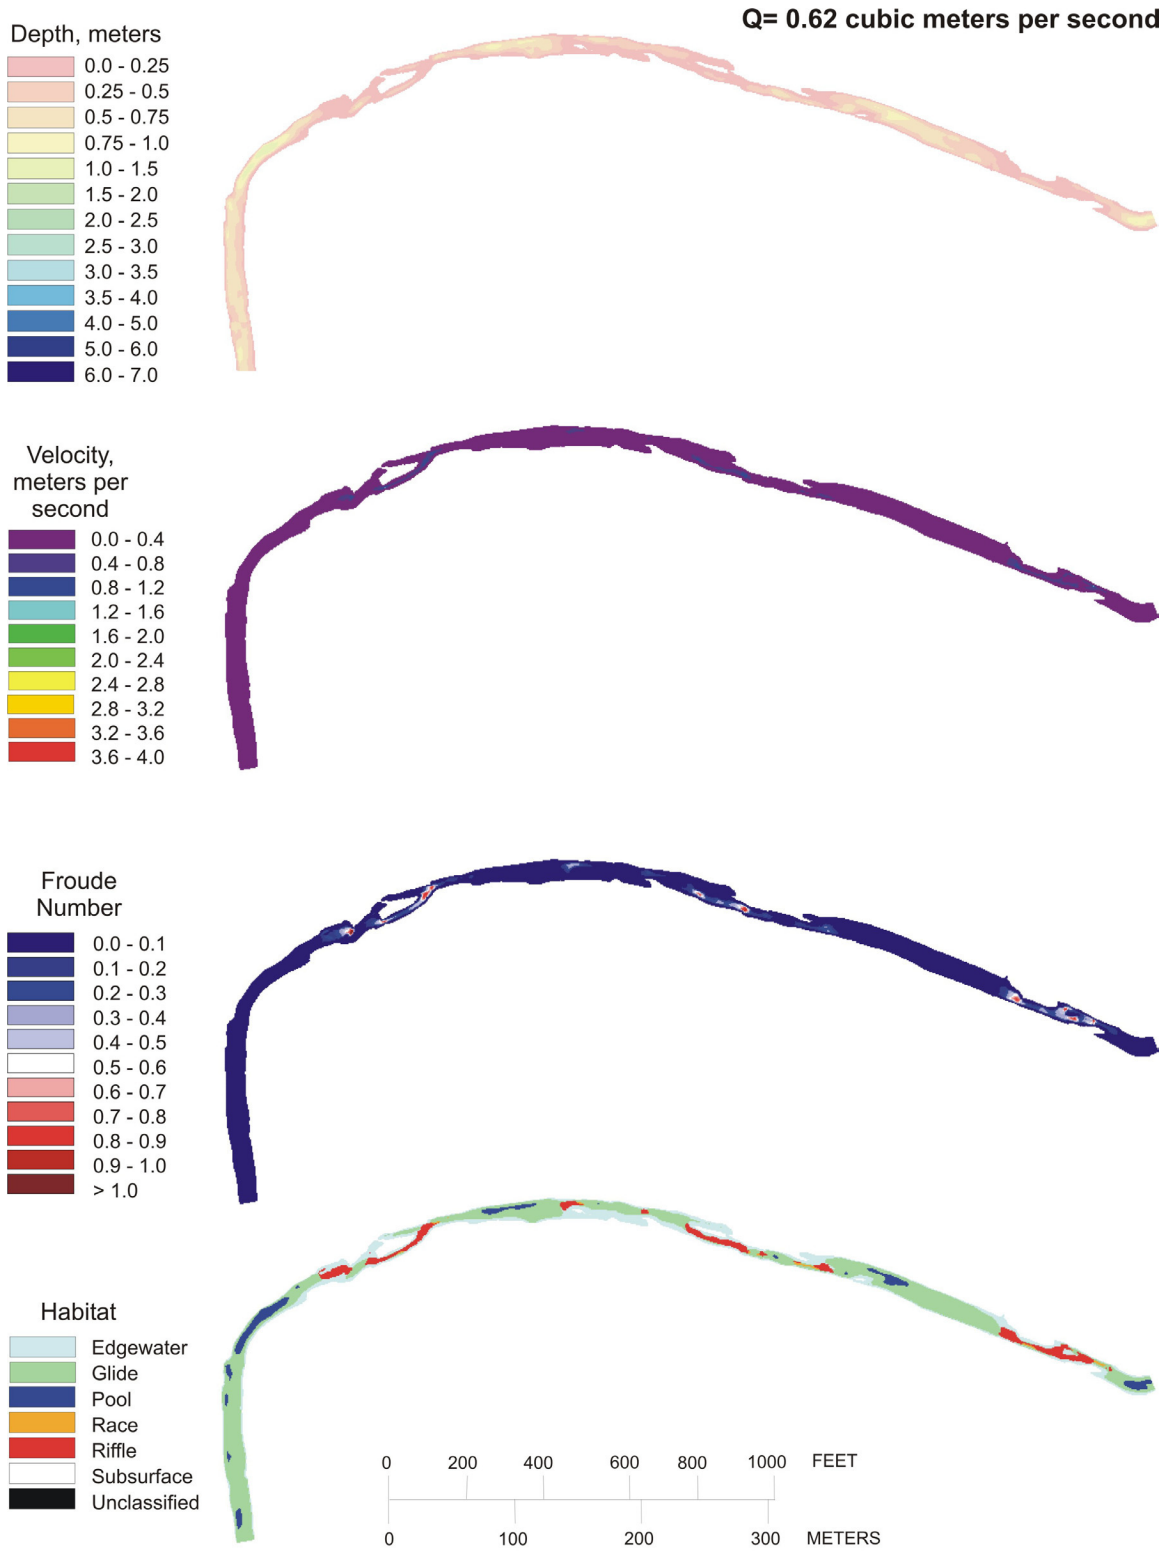 Q= 0.62 cubic meters per second
Depth, meters
0.0 - 0.25
0.25 - 0.5
0.5 - 0.75
0.75 - 1.0
1.0 - 1.5
1.5 - 2.0
2.0 - 2.5
2.5 - 3.0
3.0 - 3.5
3.5 - 4.0
4.0 - 5.0
5.0 - 6.0
6.0 - 7.0
Velocity,
meters per
second
0.0 - 0.4
0.4 - 0.8
0.8 - 1.2
1.2 - 1.6
1.6 - 2.0
2.0 - 2.4
2.4 - 2.8
2.8 - 3.2
3.2 - 3.6
3.6 - 4.0
Froude
Number
0.0 - 0.1
0.1 - 0.2
0.2 - 0.3
0.3 - 0.4
0.4 - 0.5
0.5 - 0.6
0.6 - 0.7
0.7 - 0.8
0.8 - 0.9
0.9 - 1.0
> 1.0
Habitat
Edgewater
Glide
Pool
Race
Riffle
Subsurface
Unclassified
0 200 400 600 800 1000 FEET
0 100 200 300 METERS